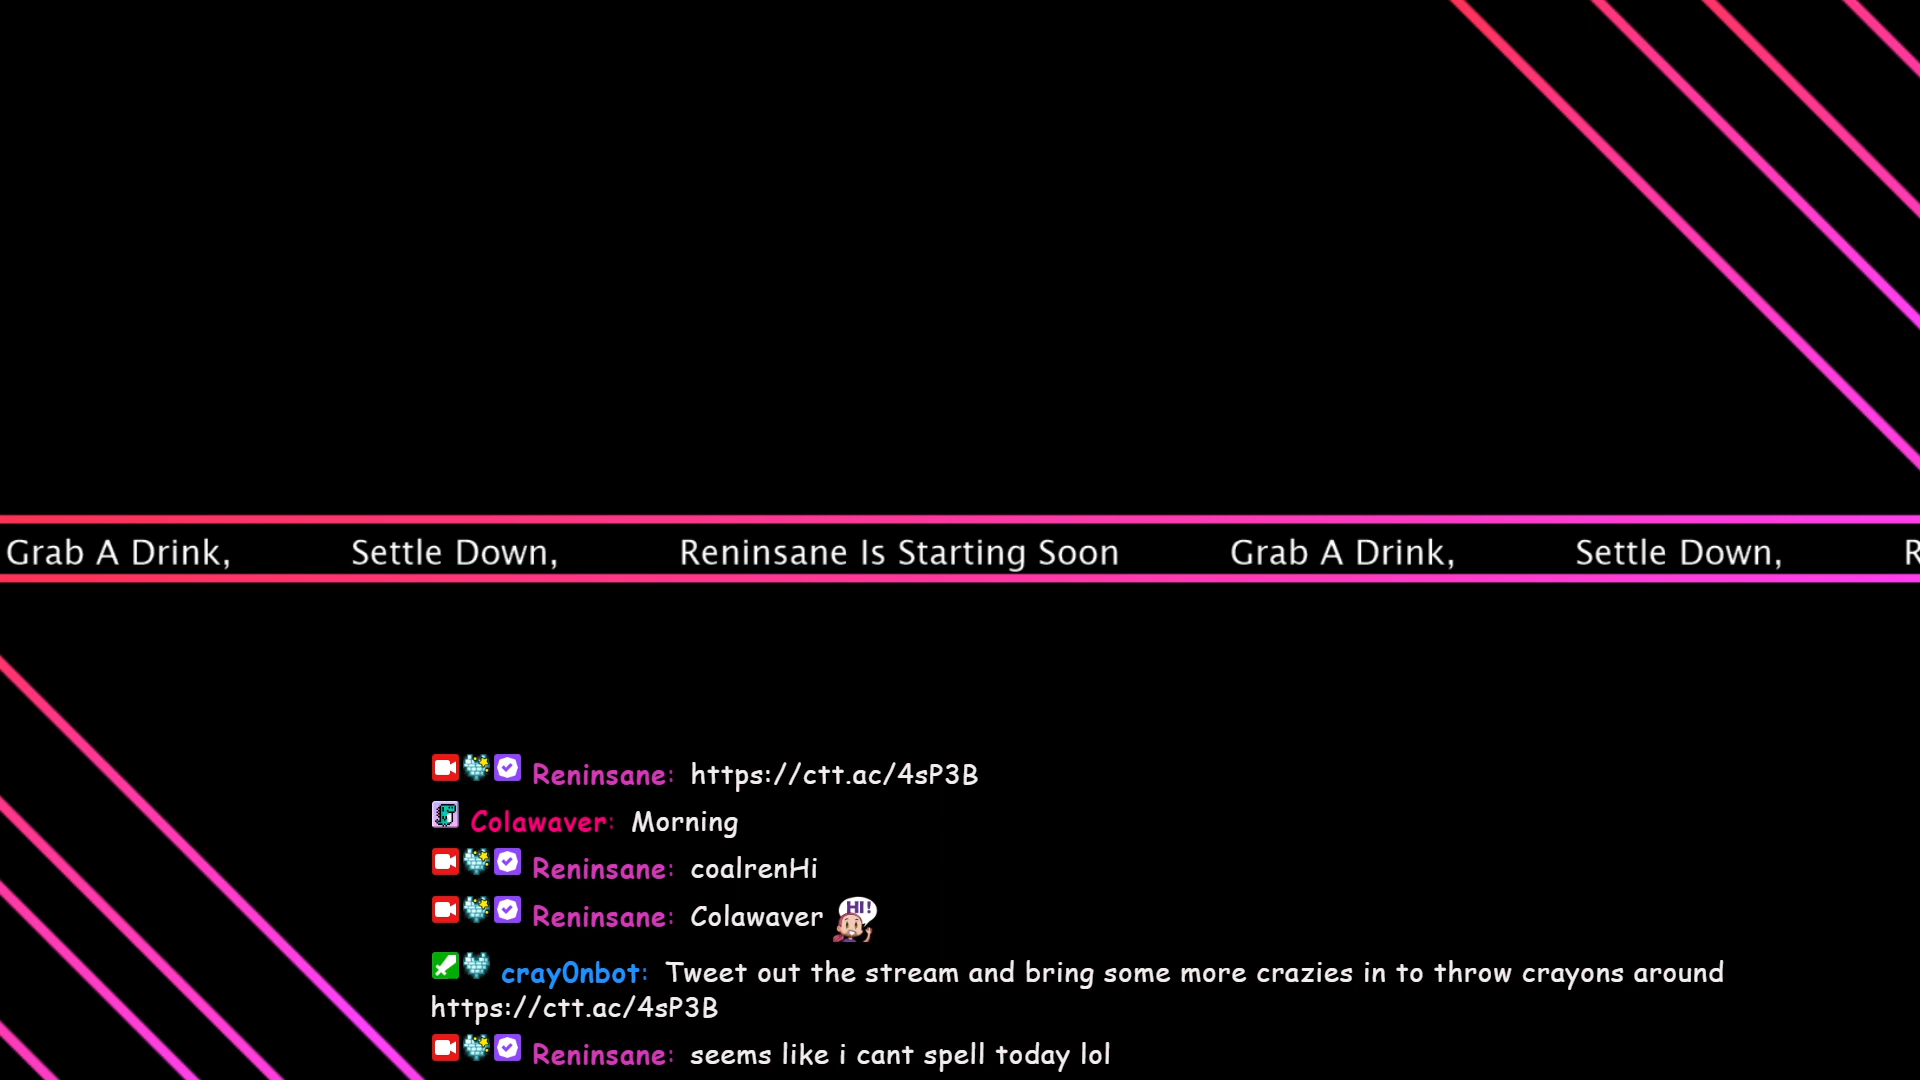 Grab A Drink, Settle Down, Reninsane Is Starting Soon Grab A Drink, Settle Down, R
Reninsane: https://ctt.ac/4sP3B
Colawaver: Morning
Reninsane: coalrenHi
Reninsane: Colawaver HI!
cray0nbot: Tweet out the stream and bring some more crazies in to throw crayons around
https://ctt.ac/4sP3B
Reninsane: seems like i cant spell today lol